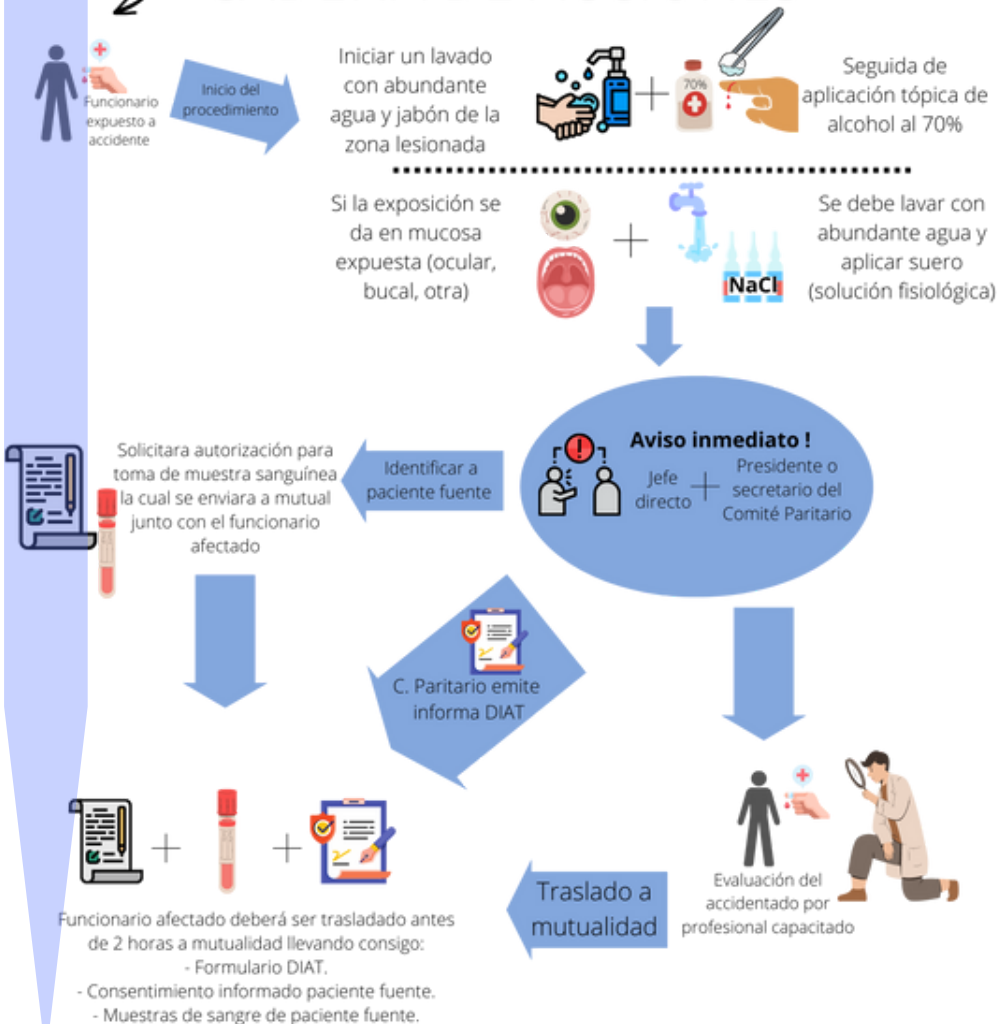 Funcionario
expuesto a
accidente
Inicio del
procedimiento
Iniciar un lavado
con abundante
agua y jabón de la
zona lesionada
70%
Seguida de
aplicación tópica de
alcohol al 70%
Si la exposición se
da en mucosa
expuesta (ocular,
bucal, otra)
NaCl
Se debe lavar con
abundante agua y
aplicar suero
(solución fisiológica)
Aviso inmediato !
Jefe
directo
Presidente o
secretario del
Comité Paritario
Identificar a
paciente fuente
Solicitara autorización para
toma de muestra sanguínea
la cual se enviara a mutual
junto con el funcionario
afectado
C. Paritario emite
informa DIAT
Evaluación del
accidentado por
profesional capacitado
Traslado a
mutualidad
Funcionario afectado deberá ser trasladado antes
de 2 horas a mutualidad llevando consigo:
- Formulario DIAT.
- Consentimiento informado paciente fuente.
- Muestras de sangre de paciente fuente.